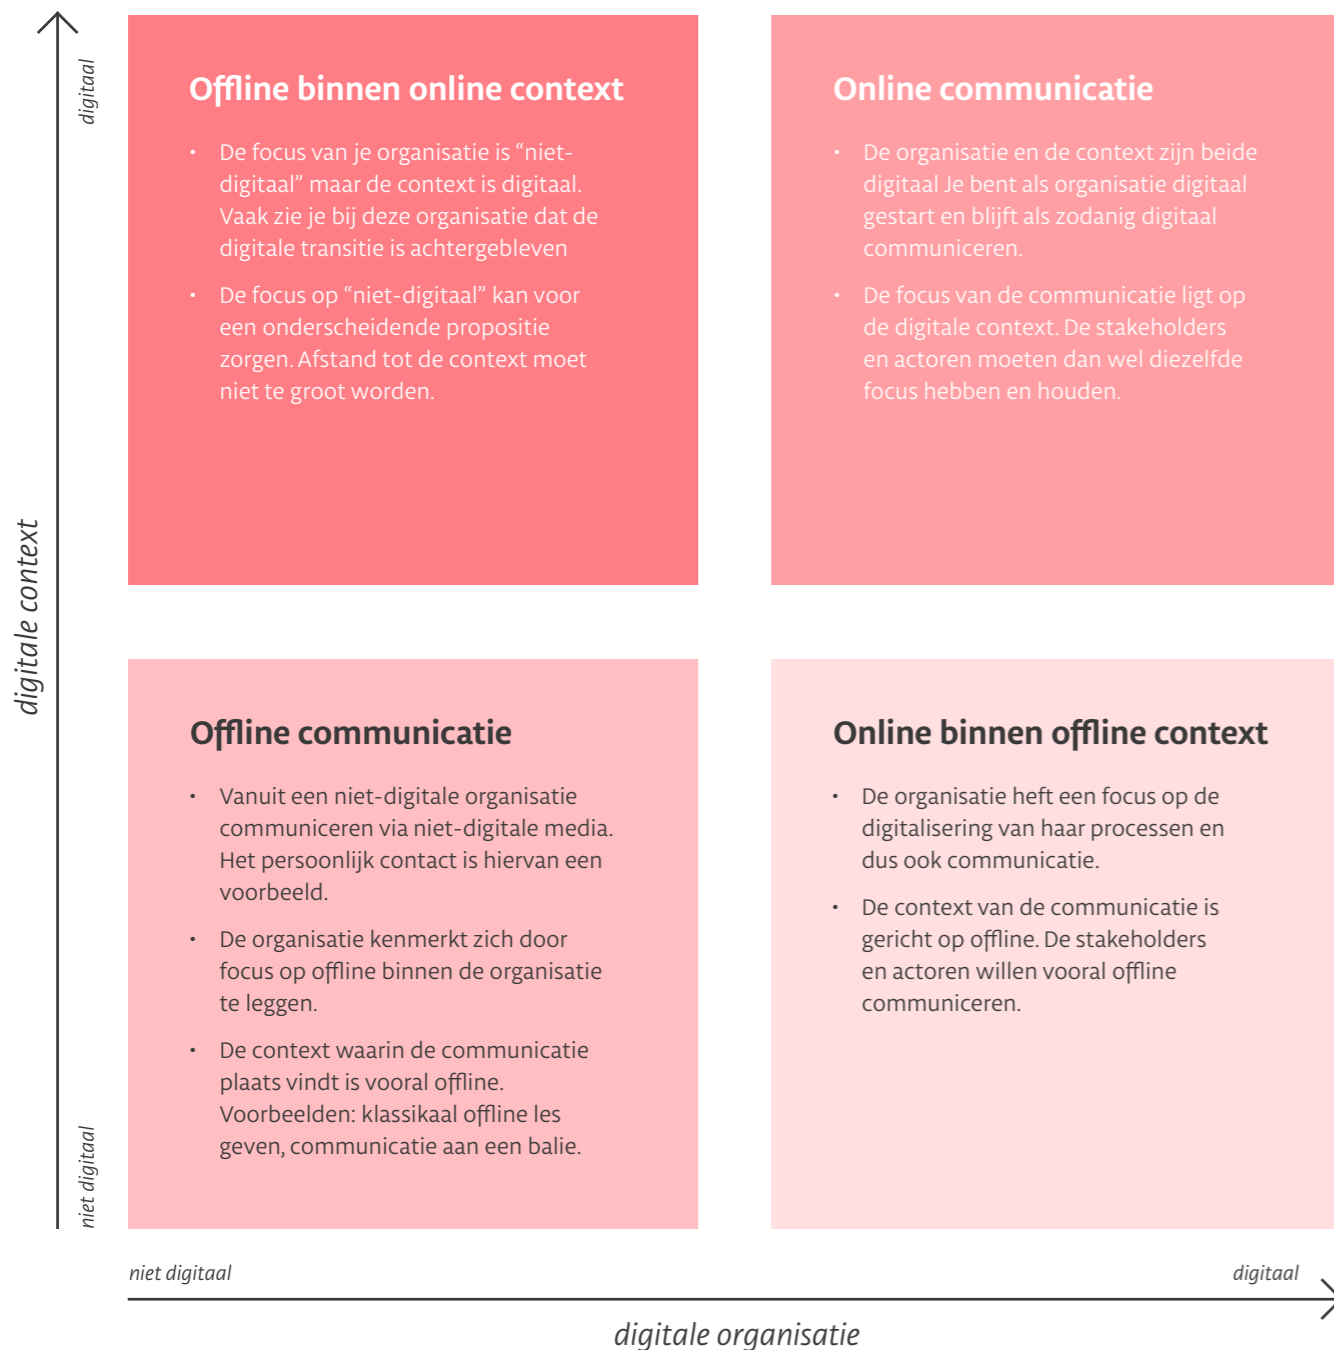 digitaal
digitale context
niet digitaal
Offline binnen online context
• De focus van je organisatie is “niet-
digitaal” maar de context is digitaal.
Vaak zie je bij deze organisatie dat de
digitale transitie is achtergebleven
• De focus op “niet-digitaal” kan voor
een onderscheidende propositie
zorgen. Afstand tot de context moet
niet te groot worden.
Online communicatie
• De organisatie en de context zijn beide
digitaal Je bent als organisatie digitaal
gestart en blijft als zodanig digitaal
communiceren.
• De focus van de communicatie ligt op
de digitale context. De stakeholders
en actoren moeten dan wel diezelfde
focus hebben en houden.
Offline communicatie
• Vanuit een niet-digitale organisatie
communiceren via niet-digitale media.
Het persoonlijk contact is hiervan een
voorbeeld.
• De organisatie kenmerkt zich door
focus op offline binnen de organisatie
te leggen.
• De context waarin de communicatie
plaats vindt is vooral offline.
Voorbeelden: klassikaal offline les
geven, communicatie aan een balie.
Online binnen offline context
• De organisatie heft een focus op de
digitalisering van haar processen en
dus ook communicatie.
• De context van de communicatie is
gericht op offline. De stakeholders
en actoren willen vooral offline
communiceren.
niet digitaal
digitaal
digitale organisatie